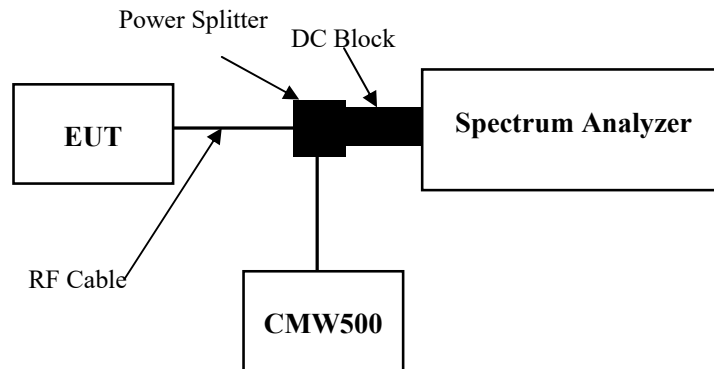 Power Splitter
DC Block
EUT
Spectrum Analyzer
RF Cable
CMW500